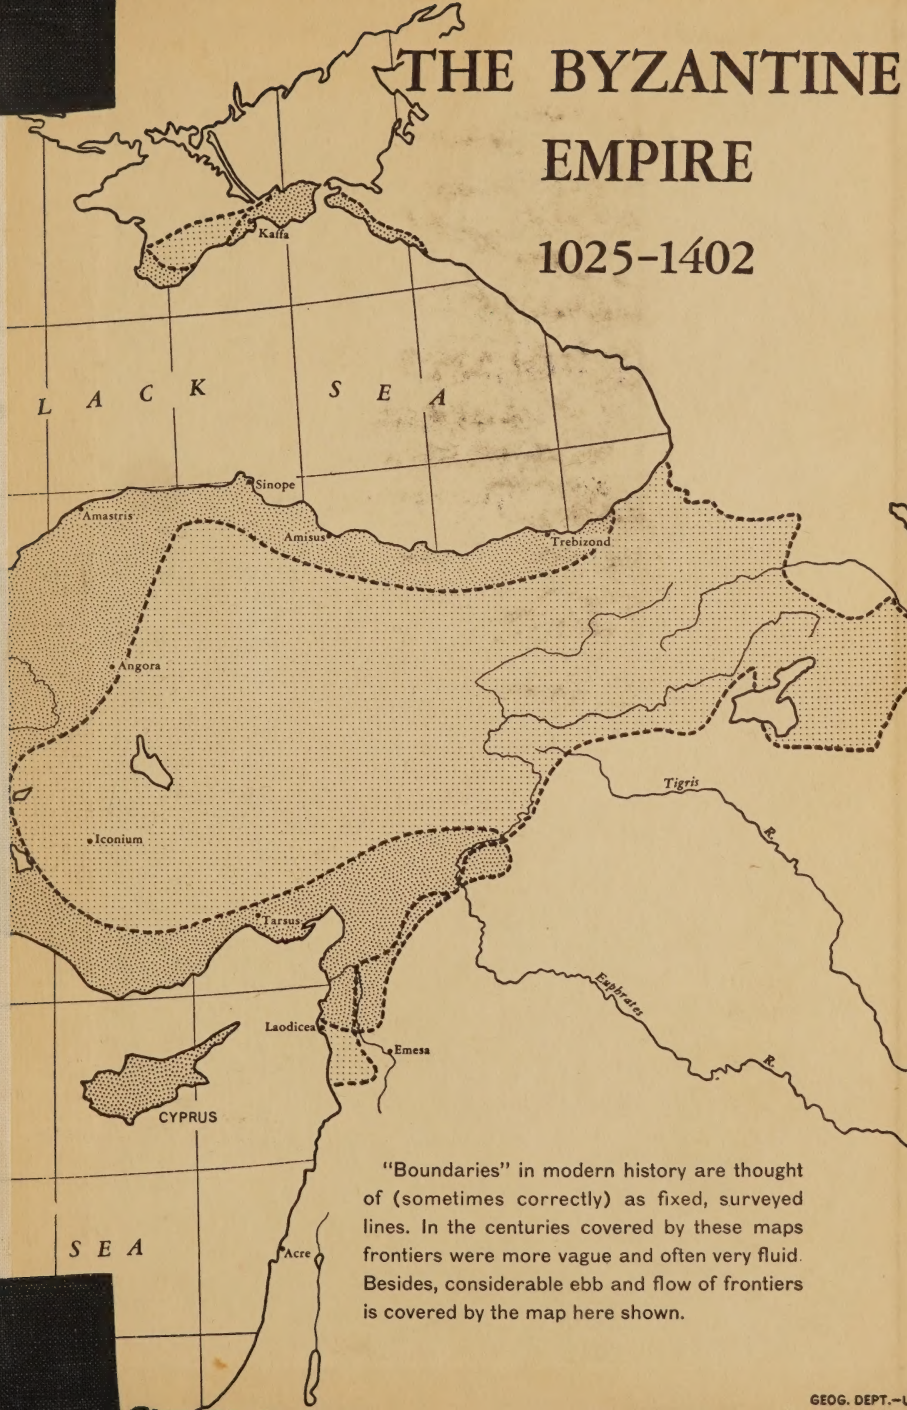 THE BYZANTINE
EMPIRE
1025-1402
Kaffa
LACK SEA
Sinope
Amastris
Amisus
Trebizond
Angora
Iconium
Tigris
R.
Tarsus
Euphrates
R.
Laodicea
Emesa
CYPRUS
"Boundaries" in modern history are thought
of (sometimes correctly) as fixed, surveyed
lines. In the centuries covered by these maps
frontiers were more vague and often very fluid.
Besides, considerable ebb and flow of frontiers
is covered by the map here shown.
SEA
Acre
GEOG. DEPT.-U